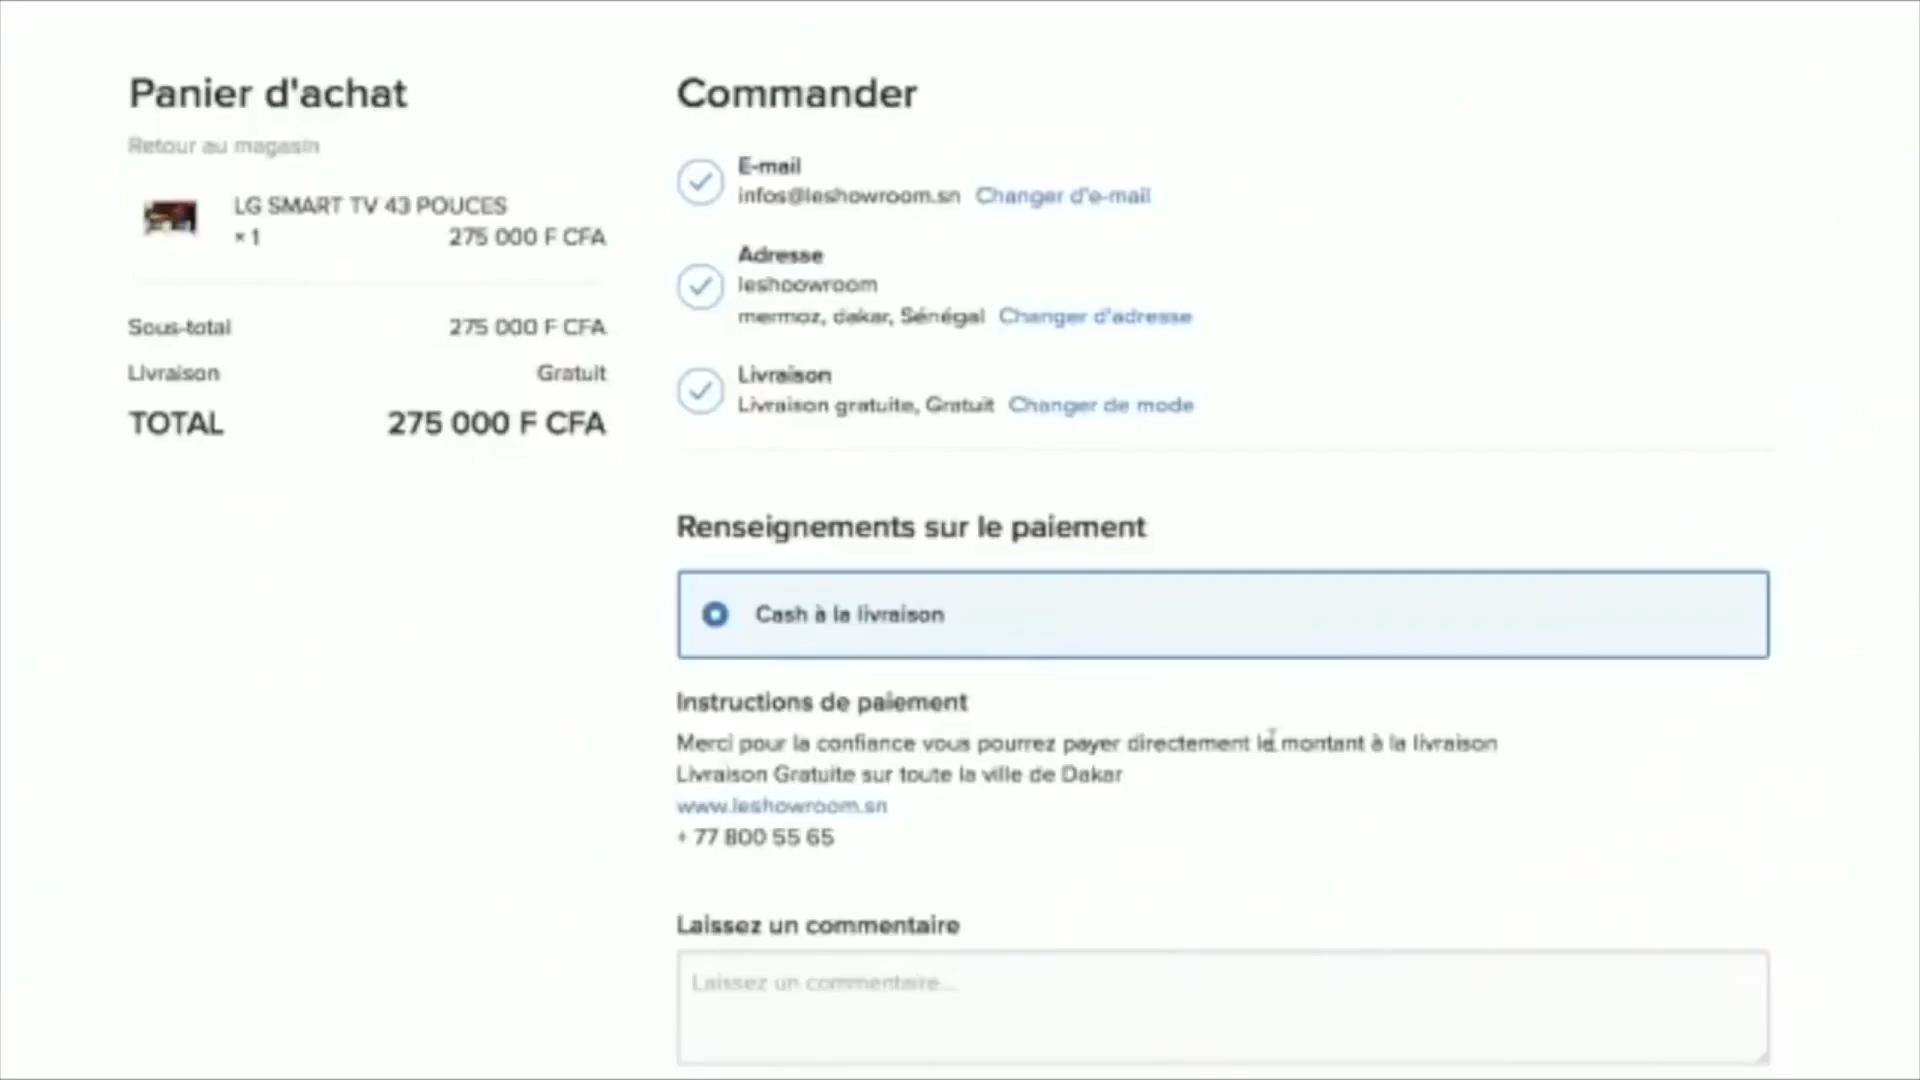 Panier d'achat
Retour au magasin
LG SMART TV 43 POUCES
× 1 275 000 F CFA
Sous-total 275 000 F CFA
Livraison Gratuit
TOTAL 275 000 F CFA
Commander
E-mail
infos@leshowroom.sn Changer d'e-mail
Adresse
leshoowroom
mermoz, dakar, Sénégal Changer d'adresse
Livraison
Livraison gratuite, Gratuit Changer de mode
Renseignements sur le paiement
Cash à la livraison
Instructions de paiement
Merci pour la confiance vous pourrez payer directement le montant à la livraison
Livraison Gratuite sur toute la ville de Dakar
www.leshowroom.sn
+ 77 800 55 65
Laissez un commentaire
Laissez un commentaire...